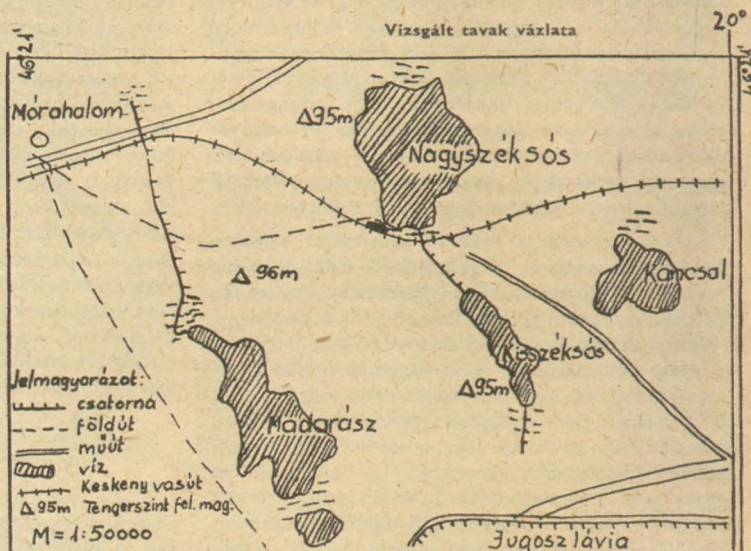 Vizsgált tavak vázlata
20°
46°21'
46°21'
Mórahalom
Δ95m
Nagyszéksós
Δ 96m
Kancsal
Kisszéksós
Δ95m
Madarász
Jelmagyarázat:
csatorna
földút
műút
víz
Keskeny vasút
Δ95m Tengerszint fel. mag.
M = 1:50000
Jugoszlávia